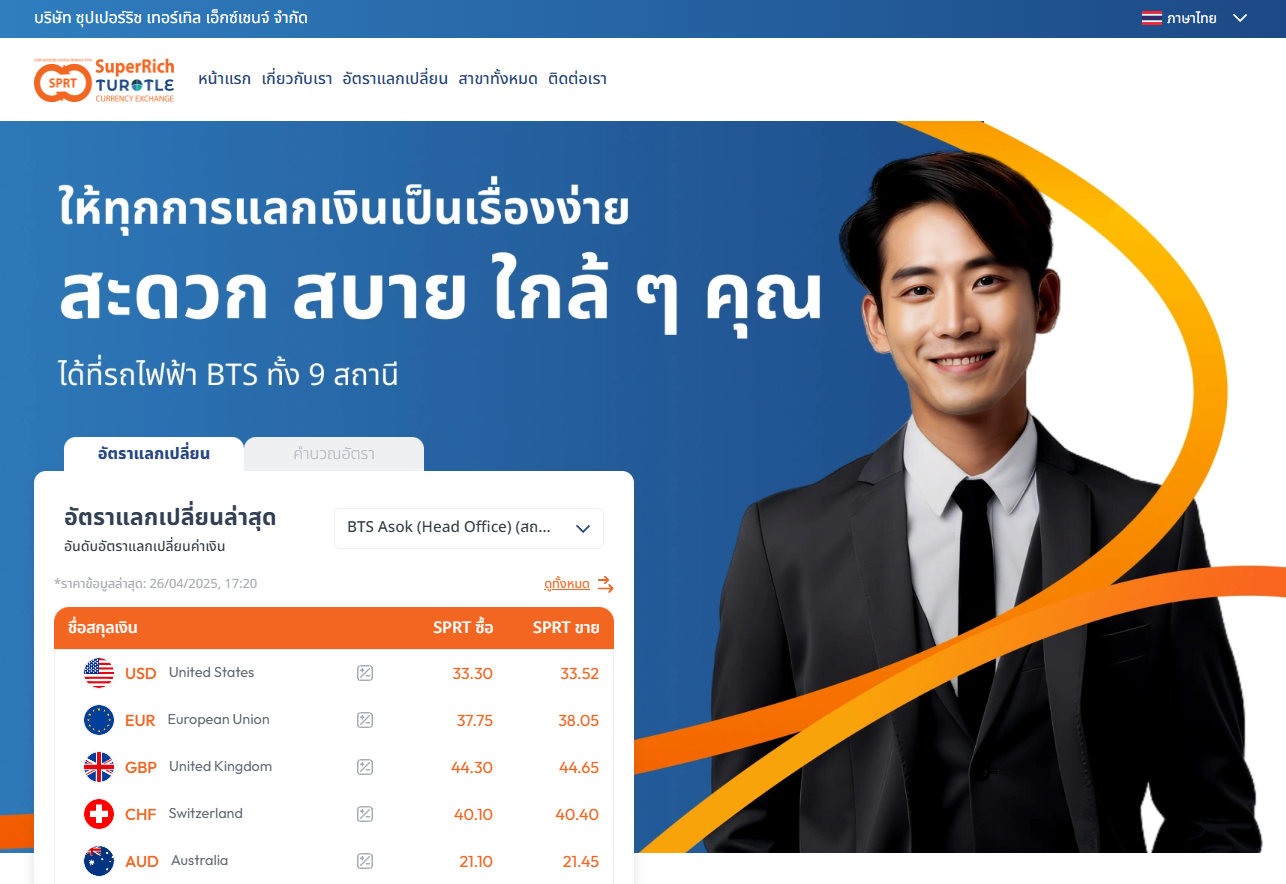 บริษัท ซุปเปอร์ริช เทอร์เทิล เอ็กซ์เชนจ์ จำกัด
ภาษาไทย
SPRT
SuperRich
TURTLE
CURRENCY EXCHANGE
หน้าแรก เกี่ยวกับเรา อัตราแลกเปลี่ยน สาขาทั้งหมด ติดต่อเรา
ให้ทุกการแลกเงินเป็นเรื่องง่าย
สะดวก สบาย ใกล้ ๆ คุณ
ได้ที่รถไฟฟ้า BTS ทั้ง 9 สถานี
อัตราแลกเปลี่ยน คำนวณอัตรา
อัตราแลกเปลี่ยนล่าสุด
อันดับอัตราแลกเปลี่ยนค่าเงิน
BTS Asok (Head Office) (สถ...
*ราคาข้อมูลล่าสุด: 26/04/2025, 17:20
ดูทั้งหมด
ชื่อสกุลเงิน SPRT ซื้อ SPRT ขาย
USD United States 33.30 33.52
EUR European Union 37.75 38.05
GBP United Kingdom 44.30 44.65
CHF Switzerland 40.10 40.40
AUD Australia 21.10 21.45